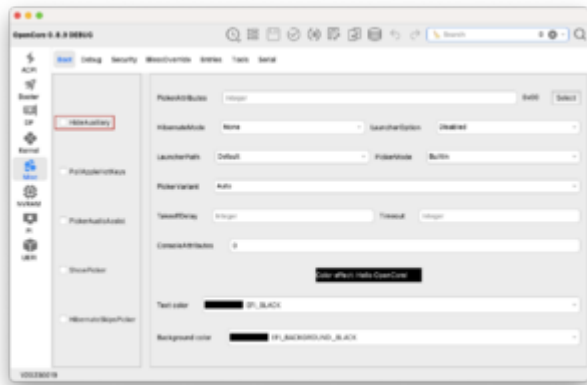 OpenCore 0.8.3 DEBUG
Search
ACPI
Booter
DP
Kernel
Misc
NVRAM
PI
UEFI
Boot Debug Security BlessOverride Entries Tools Serial
HideAuxiliary
PollAppleHotKeys
PickerAudioAssist
ShowPicker
HibernateSkipsPicker
PickerAttributes Integer 0x00 Select
HibernateMode None LauncherOption Disabled
LauncherPath Default PickerMode Builtin
PickerVariant Auto
TakeoffDelay Integer Timeout Integer
ConsoleAttributes 0
Color effect: Hello OpenCore!
Text color EFI_BLACK
Background color EFI_BACKGROUND_BLACK